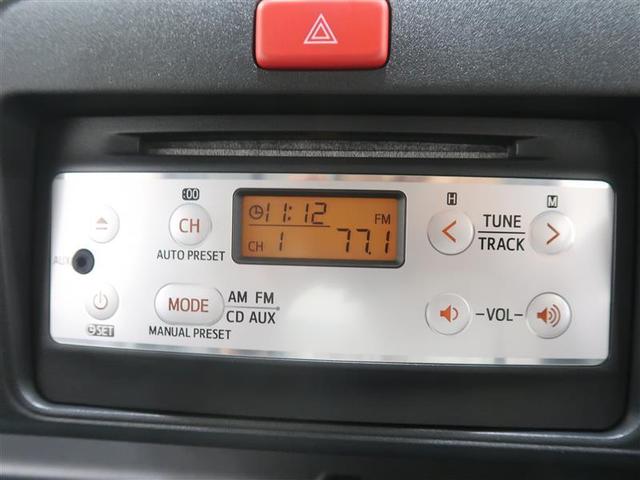 :00
CH
AUTO PRESET
11:12
FM
CH 1 77.1
H
M
TUNE
TRACK
AUX
SET
MODE
AM FM
CD AUX
MANUAL PRESET
-VOL-